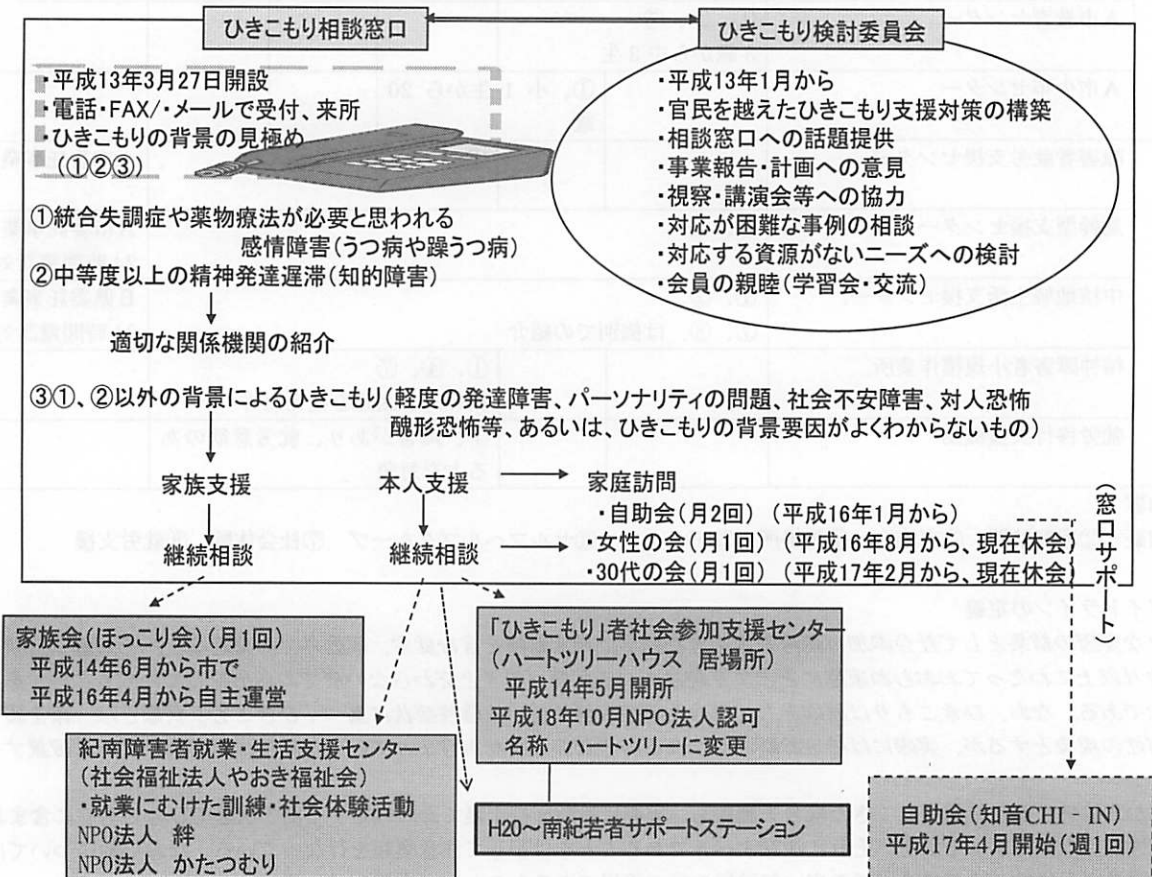 ひきこもり相談窓口
ひきこもり検討委員会
・平成13年3月27日開設
・電話・FAX/・メールで受付、来所
・ひきこもりの背景の見極め
(①②③)
・平成13年1月から
・官民を越えたひきこもり支援対策の構築
・相談窓口への話題提供
・事業報告・計画への意見
・視察・講演会等への協力
・対応が困難な事例の相談
・対応する資源がないニーズへの検討
・会員の親睦(学習会・交流)
①統合失調症や薬物療法が必要と思われる
感情障害(うつ病や躁うつ病)
②中等度以上の精神発達遅滞(知的障害)
適切な関係機関の紹介
③①、②以外の背景によるひきこもり(軽度の発達障害、パーソナリティの問題、社会不安障害、対人恐怖
醜形恐怖等、あるいは、ひきこもりの背景要因がよくわからないもの)
家族支援
本人支援
家庭訪問
継続相談
継続相談
・自助会(月2回) (平成16年1月から)
・女性の会(月1回) (平成16年8月から、現在休会)
・30代の会(月1回) (平成17年2月から、現在休会)
(窓口サポート)
家族会(ほっこり会)(月1回)
平成14年6月から市で
平成16年4月から自主運営
「ひきこもり」者社会参加支援センター
(ハートツリーハウス 居場所)
平成14年5月開所
平成18年10月NPO法人認可
名称 ハートツリーに変更
紀南障害者就業・生活支援センター
(社会福祉法人やおき福祉会)
・就業にむけた訓練・社会体験活動
NPO法人 絆
NPO法人 かたつむり
H20～南紀若者サポートステーション
自助会(知音CHI‐IN)
平成17年4月開始(週1回)